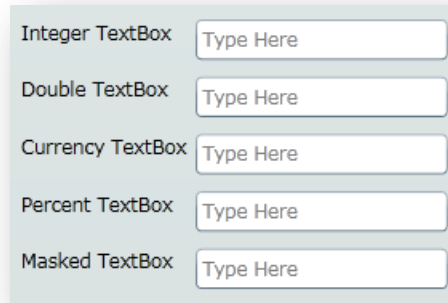 Integer TextBox Type Here
Double TextBox Type Here
Currency TextBox Type Here
Percent TextBox Type Here
Masked TextBox Type Here